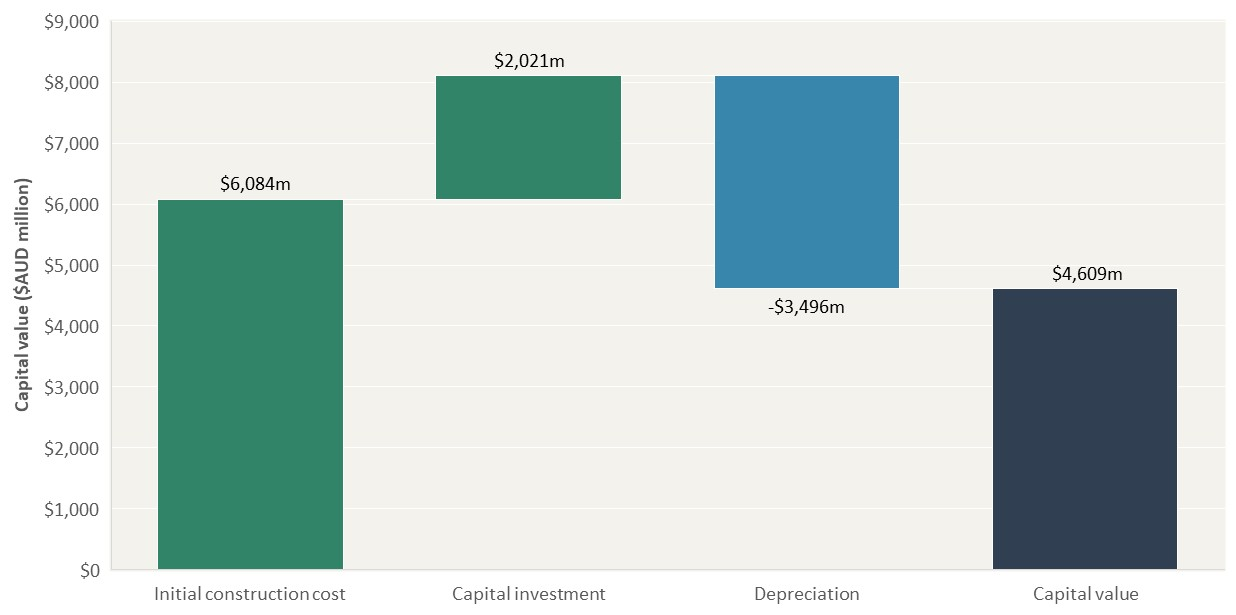 $9,000
$8,000
$7,000
$6,000
$5,000
$4,000
$3,000
$2,000
$1,000
$0
Capital value ($AUD million)
$6,084m
$2,021m
-$3,496m
$4,609m
Initial construction cost
Capital investment
Depreciation
Capital value